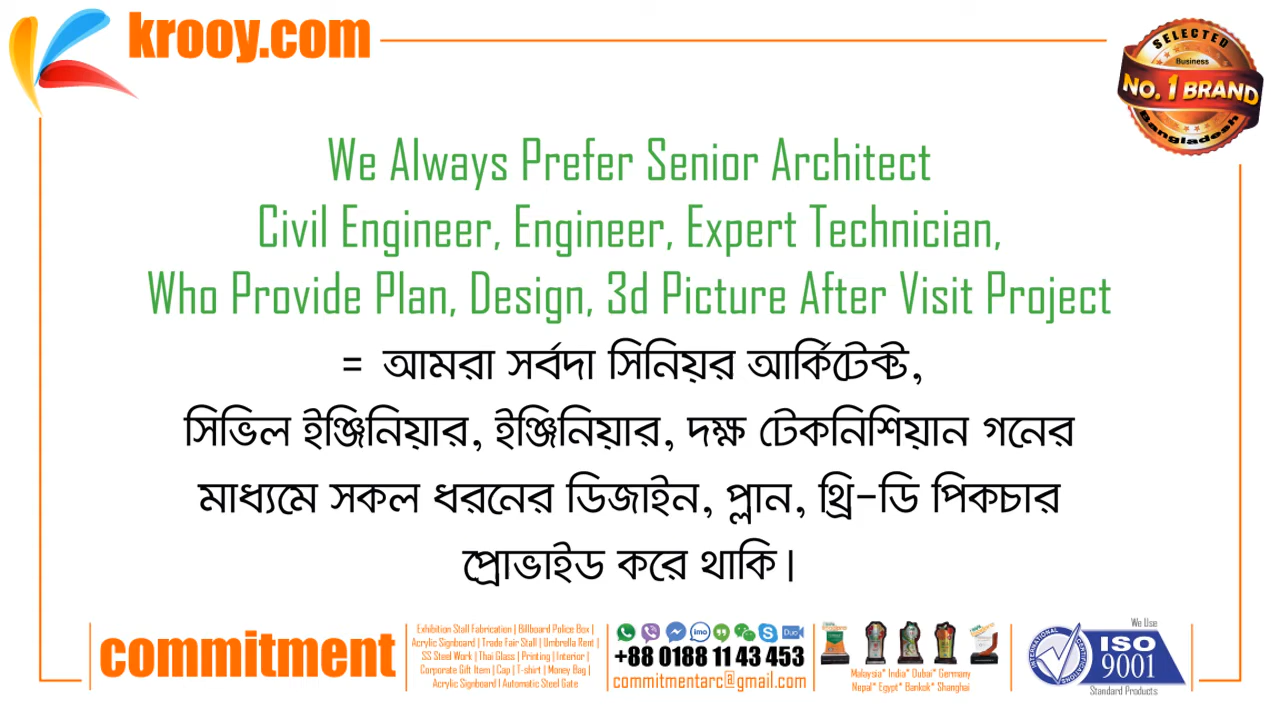 krooy.com
SELECTED
Business
NO. 1 BRAND
Bangladesh
We Always Prefer Senior Architect
Civil Engineer, Engineer, Expert Technician,
Who Provide Plan, Design, 3d Picture After Visit Project
= আমরা সর্বদা সিনিয়র আর্কিটেক্ট,
সিভিল ইঞ্জিনিয়ার, ইঞ্জিনিয়ার, দক্ষ টেকনিশিয়ান গনের
মাধ্যমে সকল ধরনের ডিজাইন, প্লান, থ্রি-ডি পিকচার
প্রোভাইড করে থাকি।
commitment
Exhibition Stall Fabrication | Billboard Police Box |
Acrylic Signboard | Trade Fair Stall | Umbrella Rent |
SS Steel Work | Thai Glass | Printing | Interior |
Corporate Gift Item | Cap | T-shirt | Money Bag |
Acrylic Signboard | Automatic Steel Gate
imo
Duo
+88 0188 11 43 453
commitmentarc@gmail.com
Malaysia* India* Dubai* Germany
Nepal* Egypt* Bankok* Shanghai
We Use
INTERNATIONAL CERTIFICATIONS
ISO
9001
Standard Products